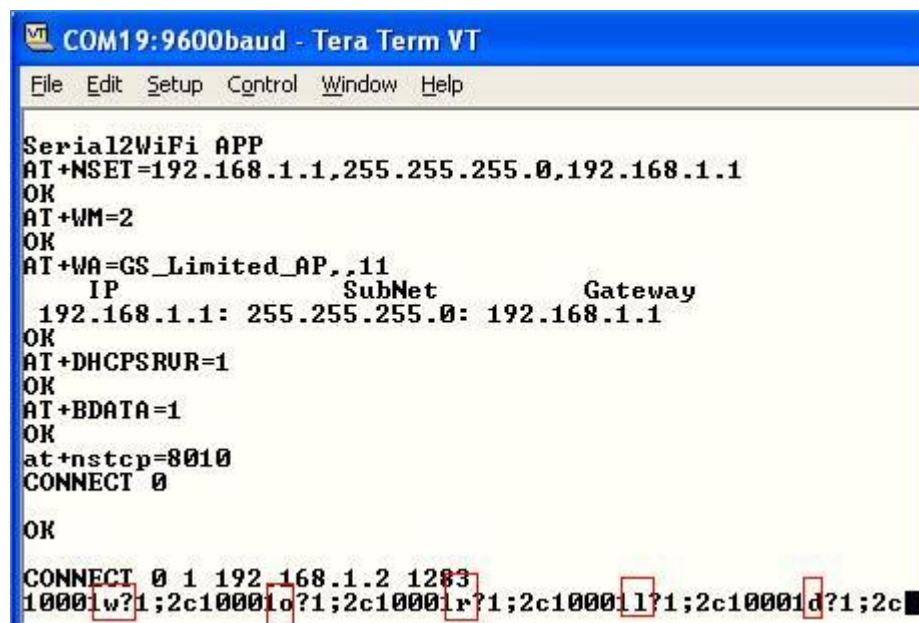 COM19:9600baud - Tera Term VT
File Edit Setup Control Window Help
Serial2WiFi APP
AT+NSET=192.168.1.1,255.255.255.0,192.168.1.1
OK
AT+WM=2
OK
AT+WA=GS_Limited_AP,,11
IP SubNet Gateway
192.168.1.1: 255.255.255.0: 192.168.1.1
OK
AT+DHCPSRVR=1
OK
AT+BDATA=1
OK
at+nstcp=8010
CONNECT 0
OK
CONNECT 0 1 192.168.1.2 1283
10001w?1;2c10001o?1;2c10001r?1;2c10001l?1;2c10001d?1;2c